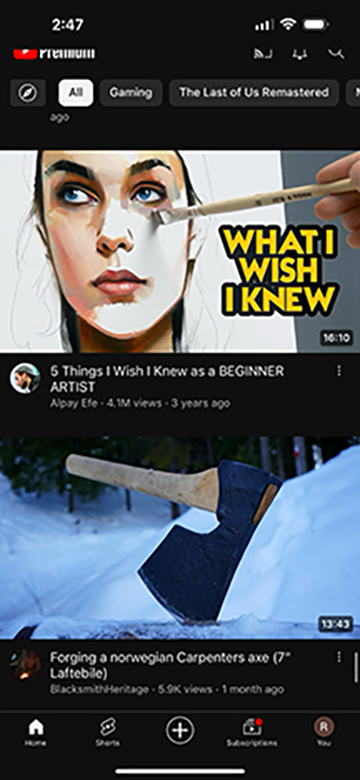 2:47
Premium
All
Gaming
The Last of Us Remastered
ago
WHAT I
WISH
I KNEW
16:10
5 Things I Wish I Knew as a BEGINNER
ARTIST
Alpay Efe · 4.1M views · 3 years ago
13:43
Forging a norwegian Carpenters axe (7"
Laftebile)
BlacksmithHeritage · 5.9K views · 1 month ago
Home
Shorts
Subscriptions
R
You